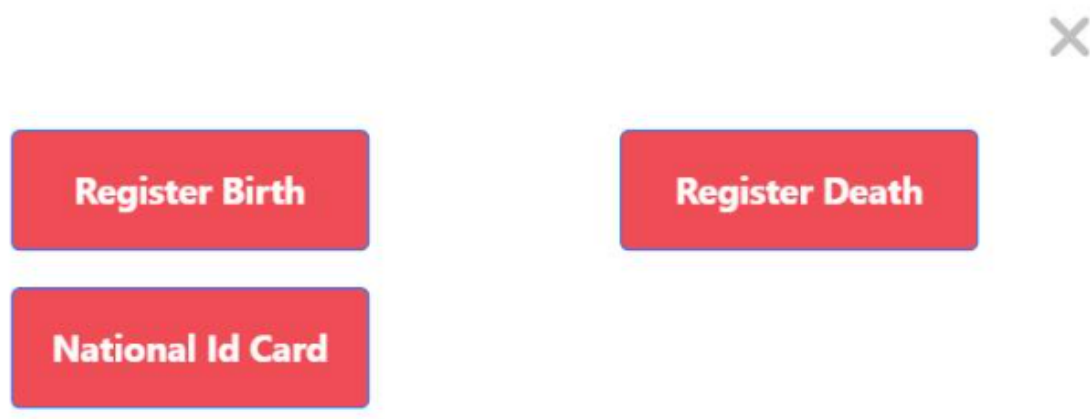 Register Birth
Register Death
National Id Card